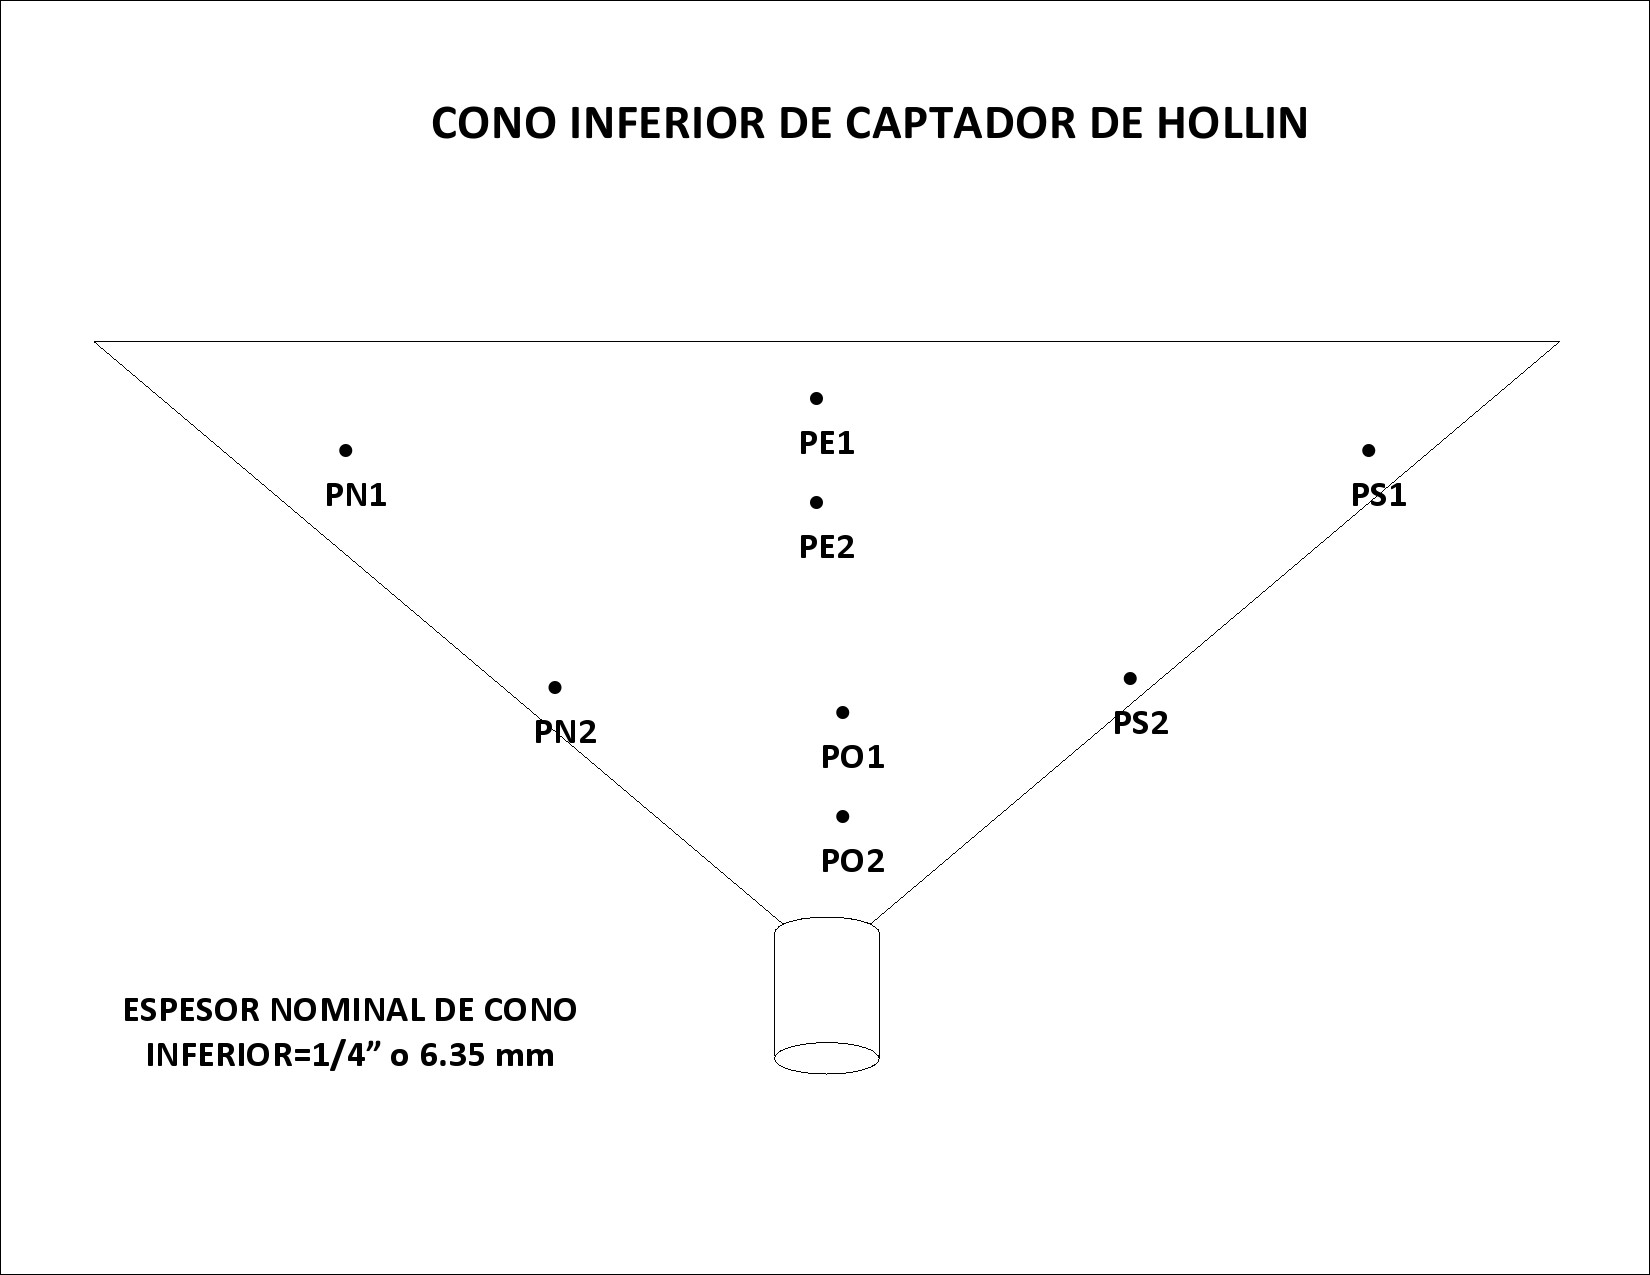 CONO INFERIOR DE CAPTADOR DE HOLLIN
PE1
PN1
PS1
PE2
PN2
PS2
PO1
PO2
ESPESOR NOMINAL DE CONO
INFERIOR=1/4” o 6.35 mm